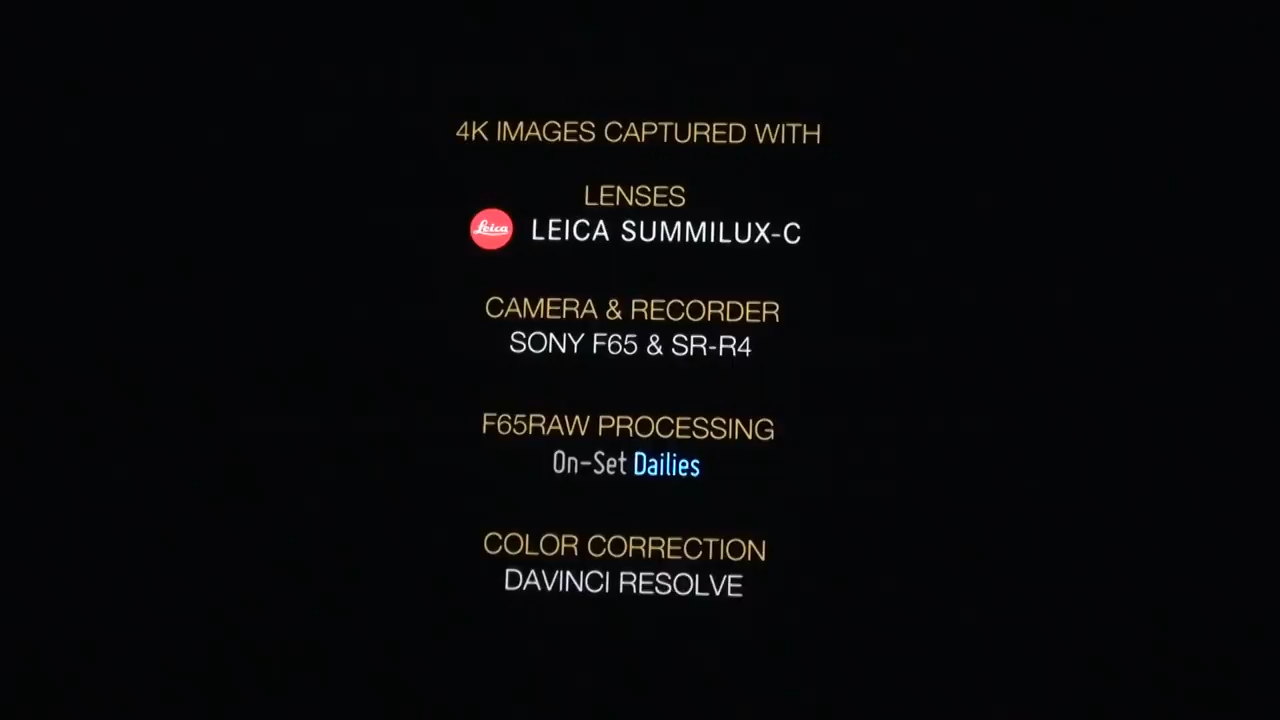 4K IMAGES CAPTURED WITH
LENSES
Leica LEICA SUMMILUX-C
CAMERA & RECORDER
SONY F65 & SR-R4
F65RAW PROCESSING
On-Set Dailies
COLOR CORRECTION
DAVINCI RESOLVE